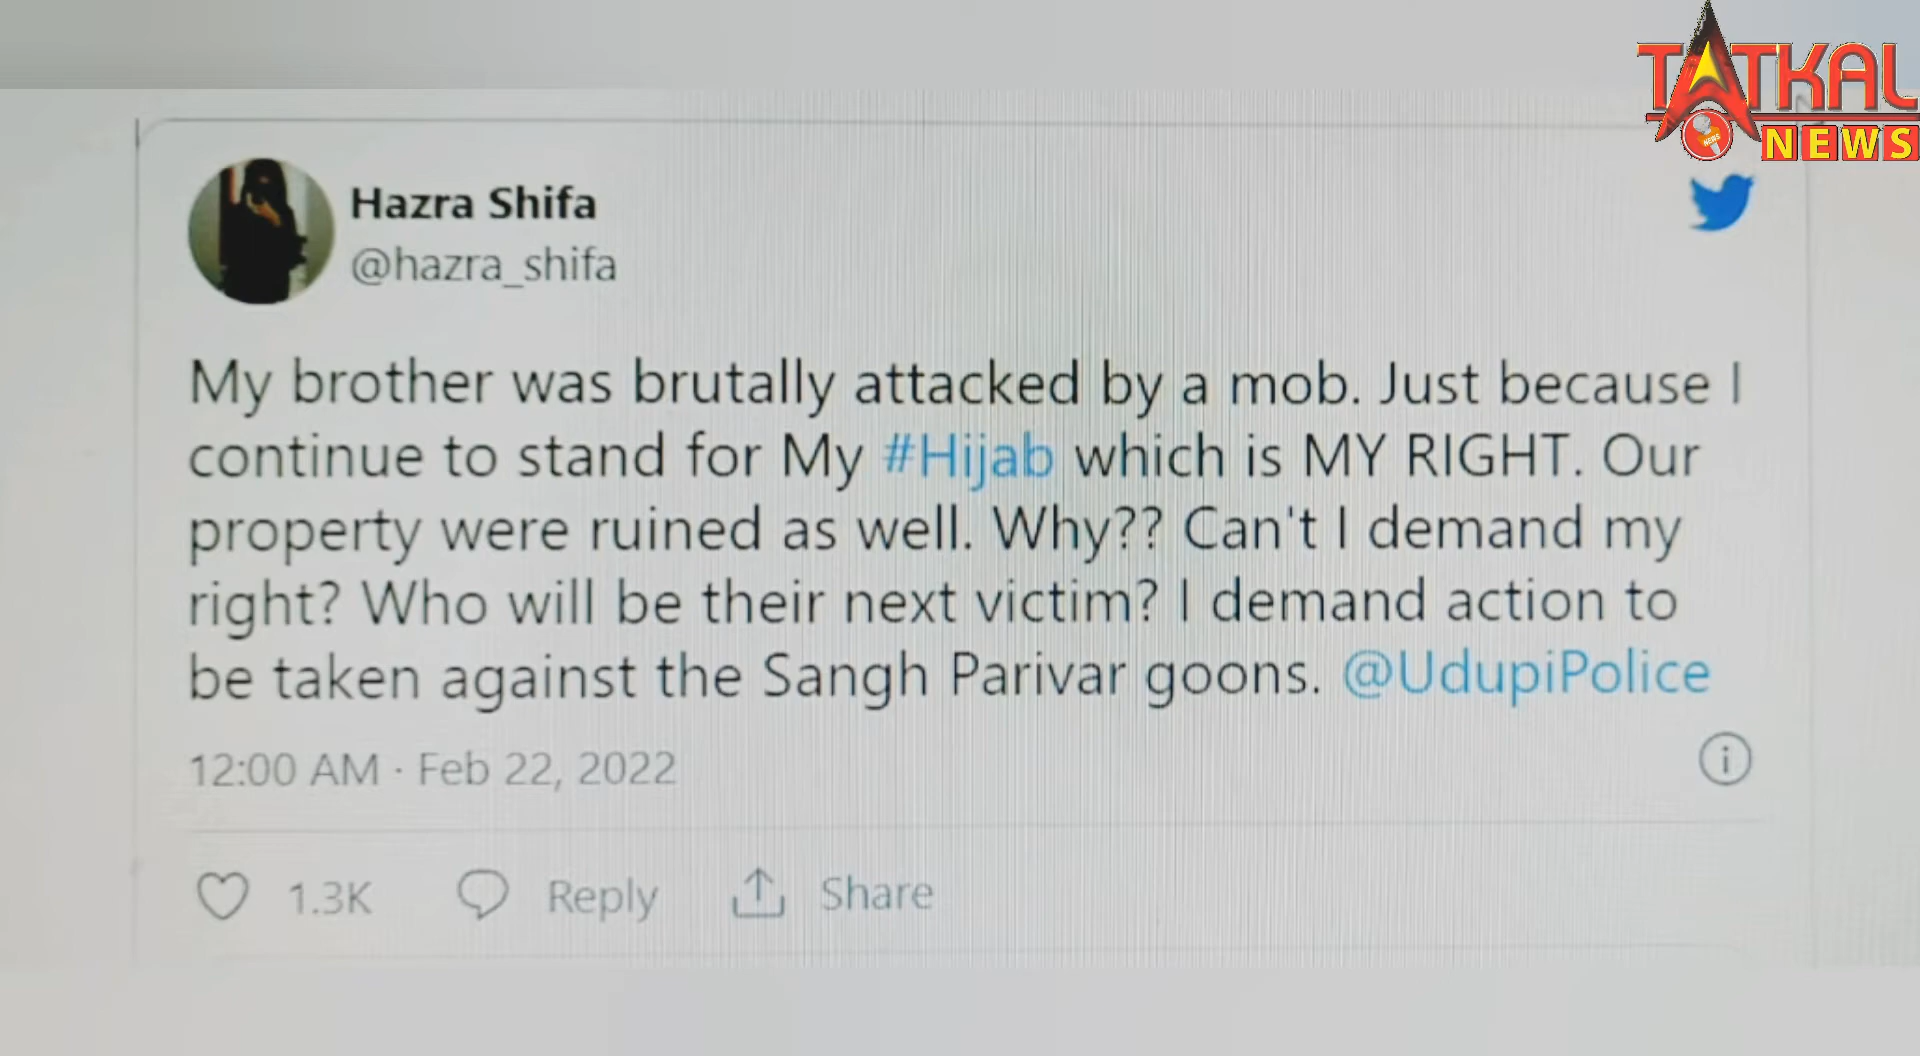 TATKAL
NEWS
NEWS
Hazra Shifa
@hazra_shifa
My brother was brutally attacked by a mob. Just because I
continue to stand for My #Hijab which is MY RIGHT. Our
property were ruined as well. Why?? Can't I demand my
right? Who will be their next victim? I demand action to
be taken against the Sangh Parivar goons. @UdupiPolice
12:00 AM · Feb 22, 2022
1.3K Reply Share